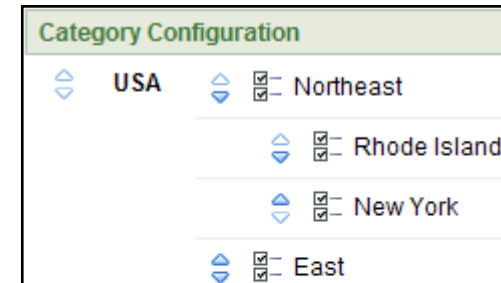 Category Configuration
USA Northeast
Rhode Island
New York
East